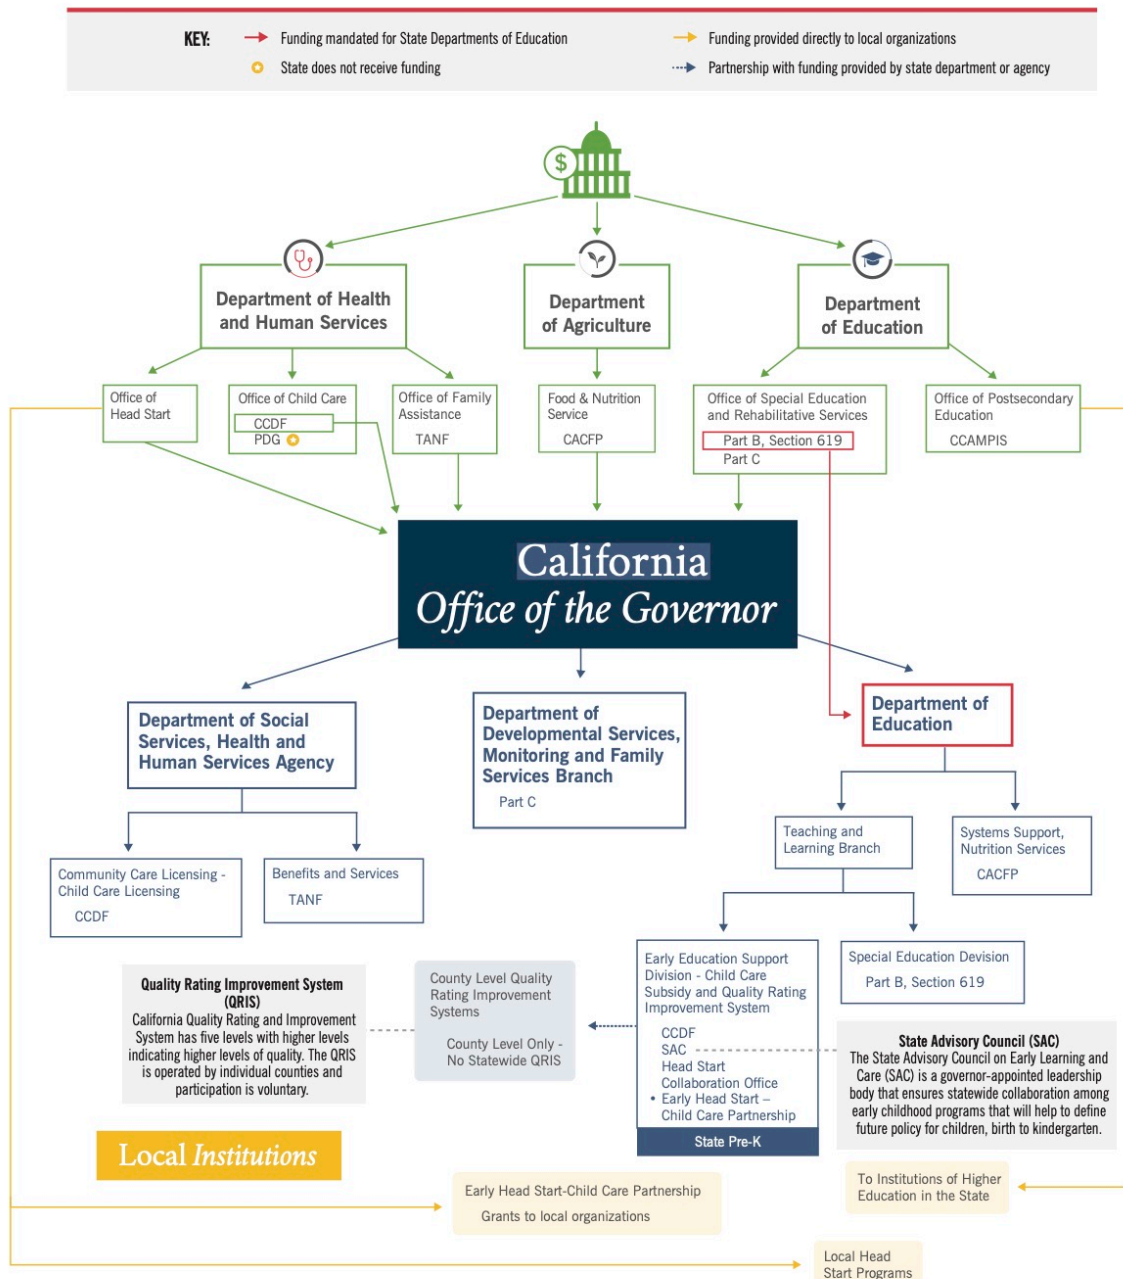 KEY:
Funding mandated for State Departments of Education
Funding provided directly to local organizations
State does not receive funding
Partnership with funding provided by state department or agency
$
Department of Health
and Human Services
Department
of Agriculture
Department
of Education
Office of
Head Start
Office of Child Care
CCDF
PDG
Office of Family
Assistance
TANF
Food & Nutrition
Service
CACFP
Office of Special Education
and Rehabilitative Services
Part B, Section 619
Part C
Office of Postsecondary
Education
CCAMPIS
California
Office of the Governor
Department of Social
Services, Health and
Human Services Agency
Department of
Developmental Services,
Monitoring and Family
Services Branch
Part C
Department of
Education
Teaching and
Learning Branch
Systems Support,
Nutrition Services
CACFP
Community Care Licensing -
Child Care Licensing
CCDF
Benefits and Services
TANF
Early Education Support
Division - Child Care
Subsidy and Quality Rating
Improvement System
CCDF
SAC
Head Start
Collaboration Office
• Early Head Start –
Child Care Partnership
State Pre-K
Special Education Division
Part B, Section 619
Quality Rating Improvement System
(QRIS)
California Quality Rating and Improvement
System has five levels with higher levels
indicating higher levels of quality. The QRIS
is operated by individual counties and
participation is voluntary.
County Level Quality
Rating Improvement
Systems
County Level Only -
No Statewide QRIS
State Advisory Council (SAC)
The State Advisory Council on Early Learning and
Care (SAC) is a governor-appointed leadership
body that ensures statewide collaboration among
early childhood programs that will help to define
future policy for children, birth to kindergarten.
Local Institutions
Early Head Start-Child Care Partnership
Grants to local organizations
To Institutions of Higher
Education in the State
Local Head
Start Programs